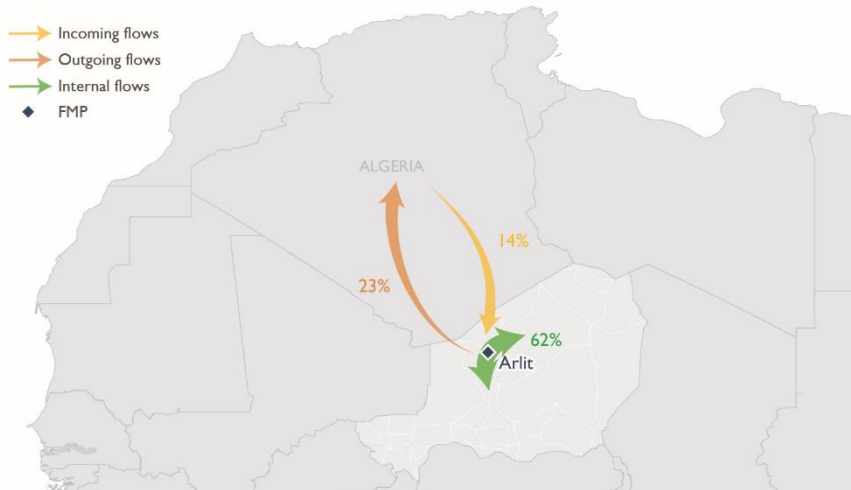 Incoming flows
Outgoing flows
Internal flows
FMP
ALGERIA
14%
23%
62%
Arlit